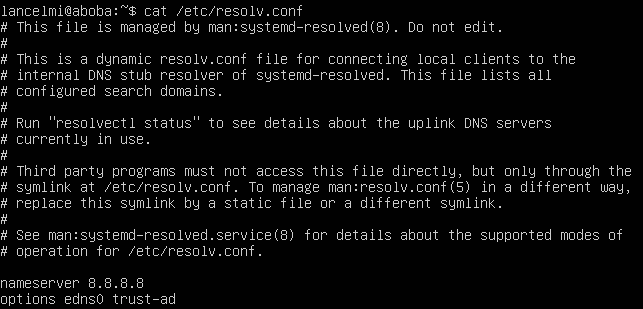 lancelmi@aboba:~$ cat /etc/resolv.conf
# This file is managed by man:systemd-resolved(8). Do not edit.
#
# This is a dynamic resolv.conf file for connecting local clients to the
# internal DNS stub resolver of systemd-resolved. This file lists all
# configured search domains.
#
# Run "resolvectl status" to see details about the uplink DNS servers
# currently in use.
#
# Third party programs must not access this file directly, but only through the
# symlink at /etc/resolv.conf. To manage man:resolv.conf(5) in a different way,
# replace this symlink by a static file or a different symlink.
#
# See man:systemd-resolved.service(8) for details about the supported modes of
# operation for /etc/resolv.conf.

nameserver 8.8.8.8
options edns0 trust-ad